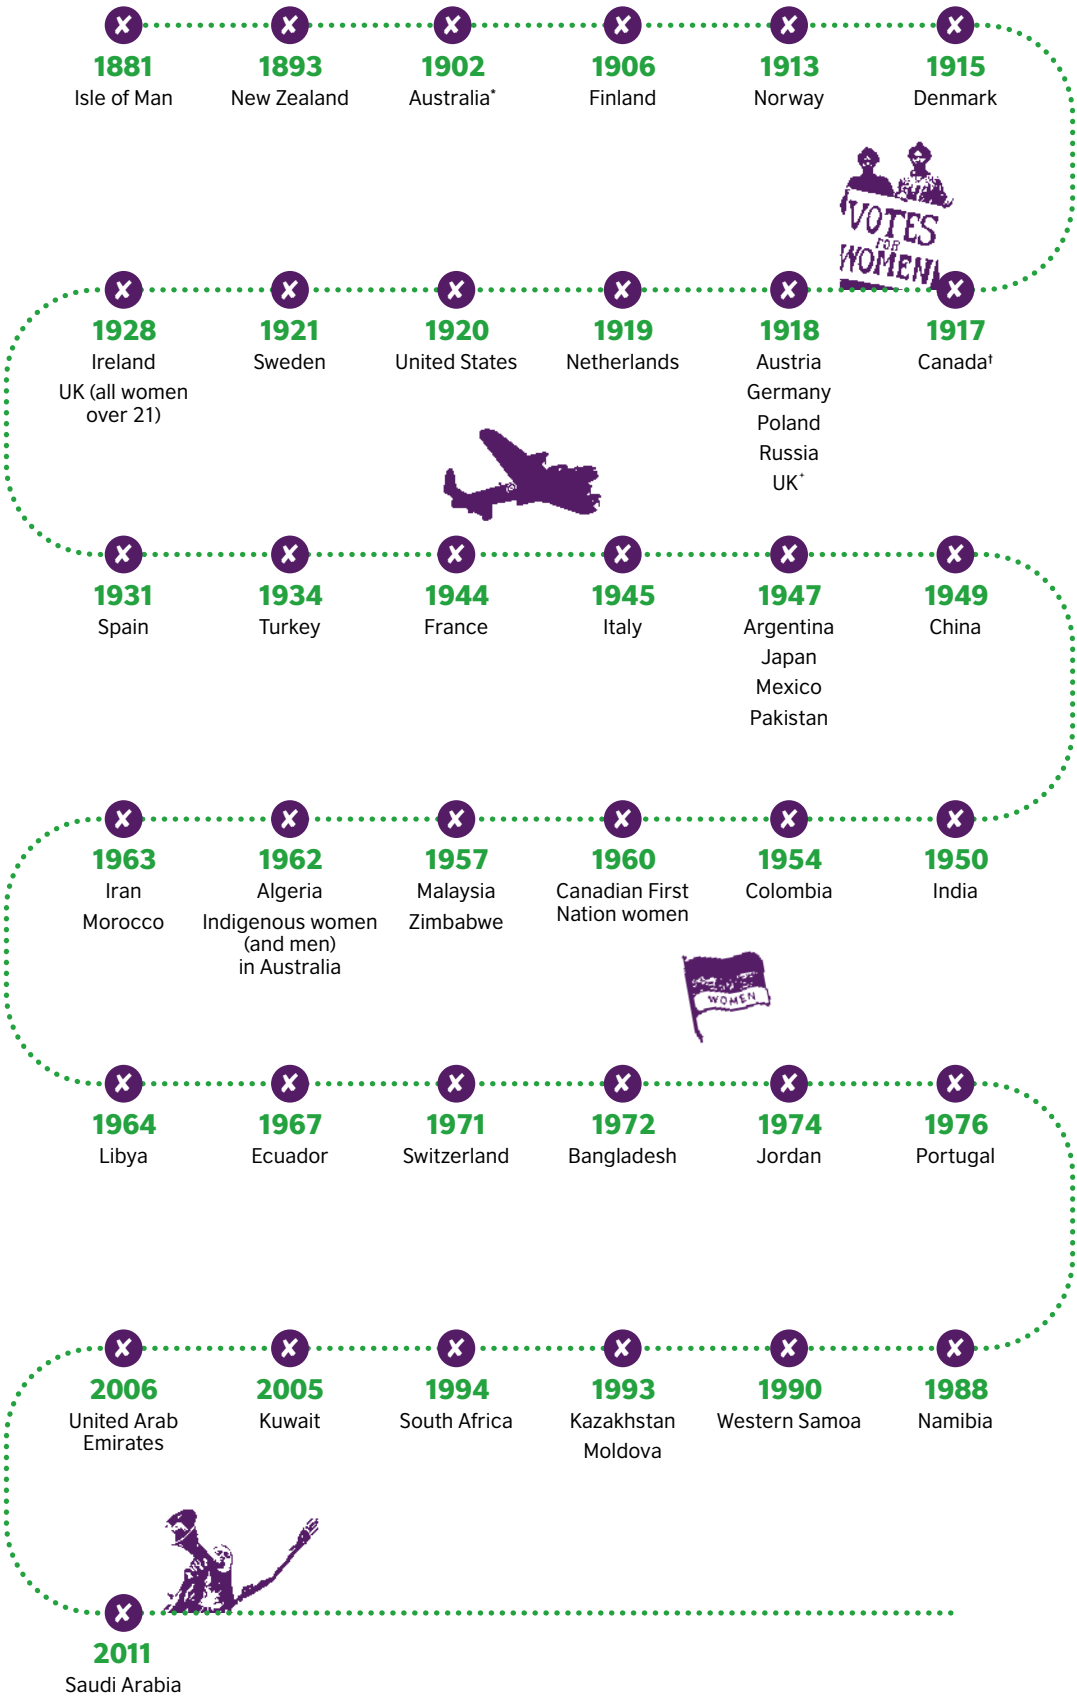 1881
Isle of Man
1893
New Zealand
1902
Australia*
1906
Finland
1913
Norway
1915
Denmark
VOTES
FOR
WOMEN
1928
Ireland
UK (all women
over 21)
1921
Sweden
1920
United States
1919
Netherlands
1918
Austria
Germany
Poland
Russia
UK⁺
1917
Canada†
1931
Spain
1934
Turkey
1944
France
1945
Italy
1947
Argentina
Japan
Mexico
Pakistan
1949
China
1963
Iran
Morocco
1962
Algeria
Indigenous women
(and men)
in Australia
1957
Malaysia
Zimbabwe
1960
Canadian First
Nation women
1954
Colombia
1950
India
WOMEN
1964
Libya
1967
Ecuador
1971
Switzerland
1972
Bangladesh
1974
Jordan
1976
Portugal
2006
United Arab
Emirates
2005
Kuwait
1994
South Africa
1993
Kazakhstan
Moldova
1990
Western Samoa
1988
Namibia
2011
Saudi Arabia